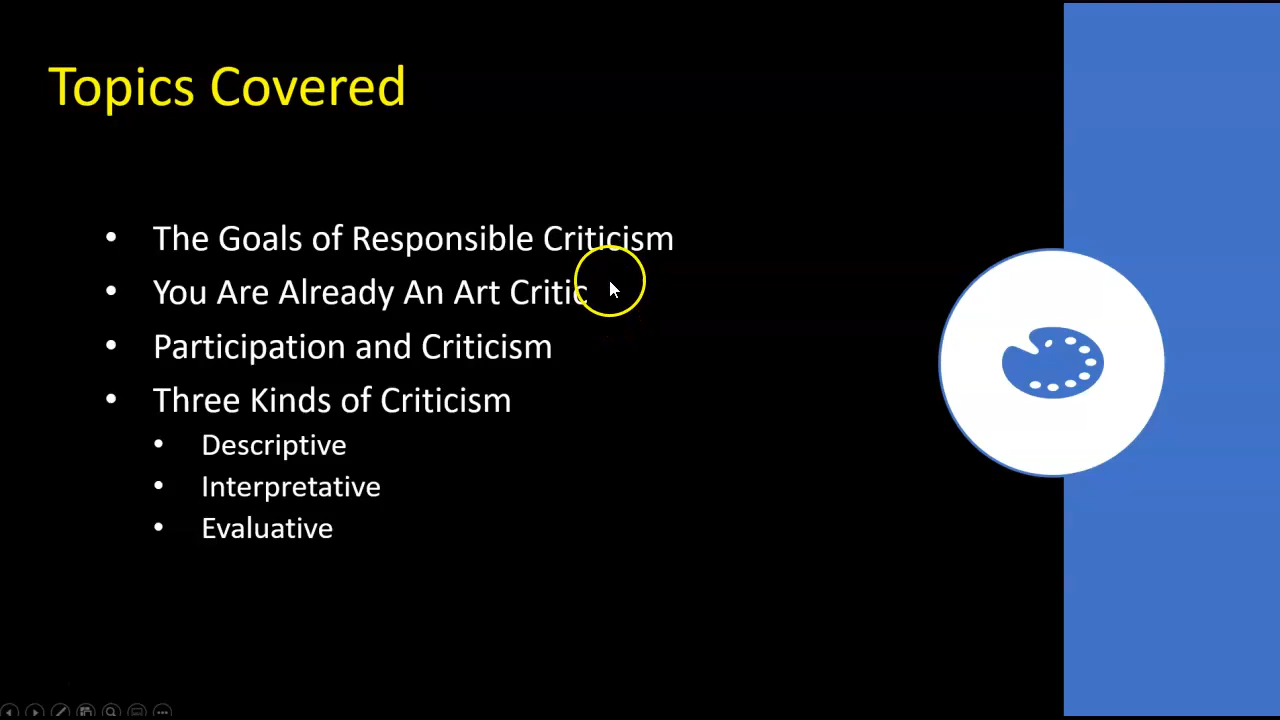 Topics Covered
• The Goals of Responsible Criticism
• You Are Already An Art Critic
• Participation and Criticism
• Three Kinds of Criticism
• Descriptive
• Interpretative
• Evaluative